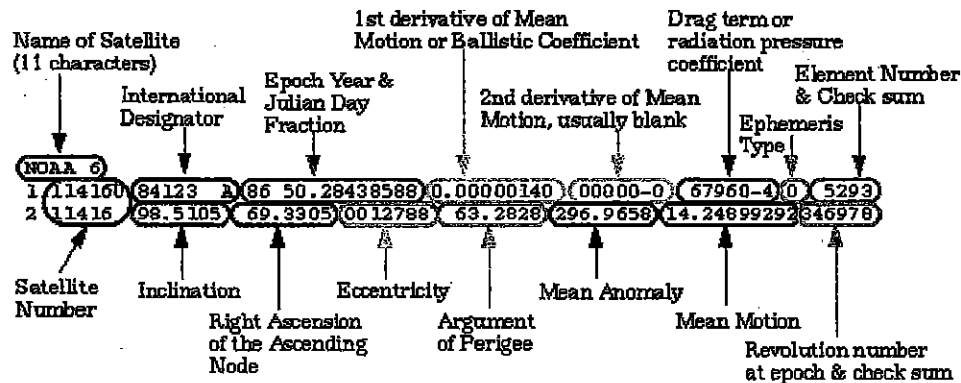 Name of Satellite
(11 characters)
International
Designator
Epoch Year &
Julian Day
Fraction
1st derivative of Mean
Motion or Ballistic Coefficient
2nd derivative of Mean
Motion, usually blank
Drag term or
radiation pressure
coefficient
Ephemeris
Type
Element Number
& Check sum
NOAA 6
1 11416U 84123 A 86 50.28438588 0.00000140 00000-0 67960-4 0 5293
2 11416 98.5105 69.3305 0012788 63.2828 296.9658 14.24899292 346978
Satellite
Number
Inclination
Right Ascension
of the Ascending
Node
Eccentricity
Argument
of Perigee
Mean Anomaly
Mean Motion
Revolution number
at epoch & check sum